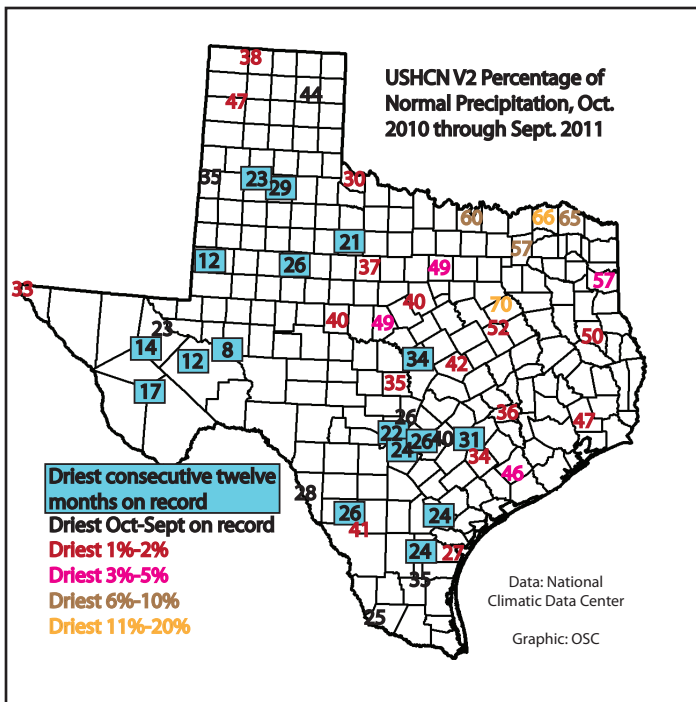 38
USHCN V2 Percentage of
Normal Precipitation, Oct.
2010 through Sept. 2011
47 44
35 23 29 30
60 66 65
21 57
12 26 37 49
33 57
40 49 40 70
23 52 50
14 12 8 34 42
17 35
26 36 47
22 26 40 31
24 34
46
Driest consecutive twelve
months on record
Driest Oct-Sept on record
Driest 1%-2%
Driest 3%-5%
Driest 6%-10%
Driest 11%-20%
28
26 24
41
24 27
35
25
Data: National
Climatic Data Center
Graphic: OSC